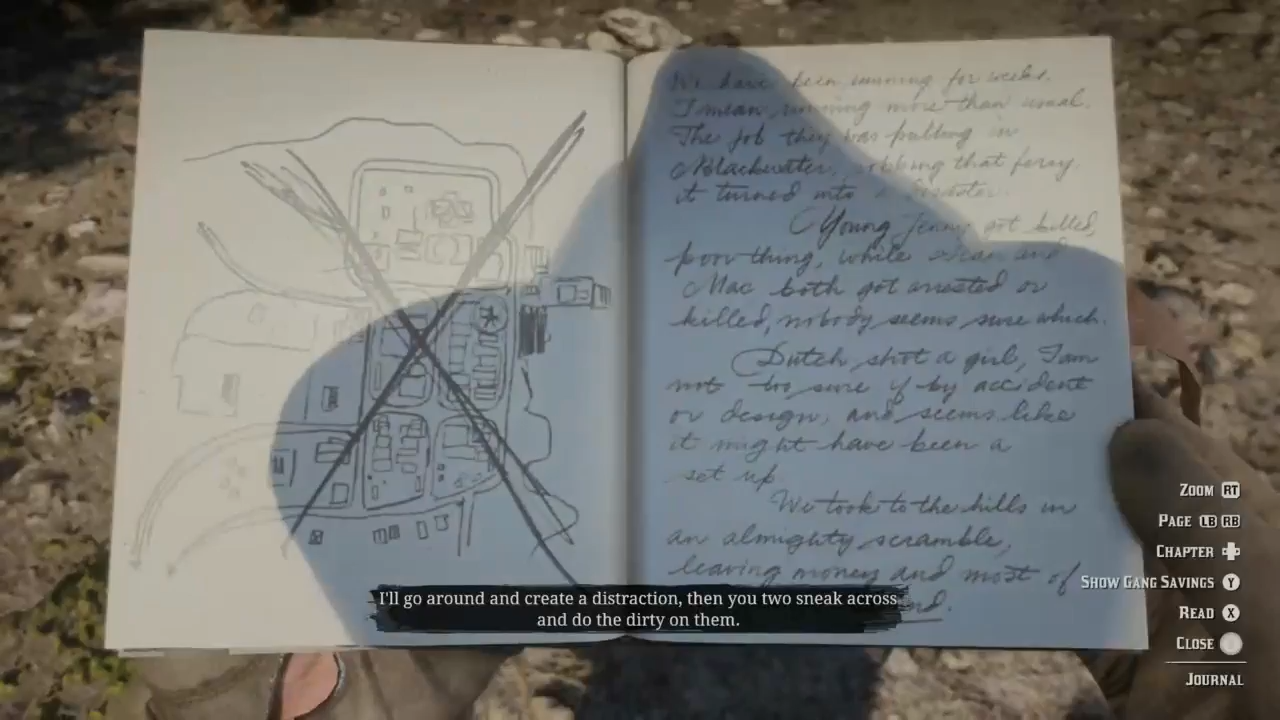 We have been running for weeks.
I mean, running more than usual.
The job they was pulling in
Blackwater, robbing that ferry,
it turned into a disaster.
Young Jenny got killed,
poor thing, while and
Mac both got arrested or
killed, nobody seems sure which.
Dutch shot a girl, I am
not too sure if by accident
or design, and seems like
it might have been a
set up.
We took to the hills in
an almighty scramble,
leaving money and most of
I'll go around and create a distraction, then you two sneak across
and do the dirty on them.
ZOOM RT
PAGE LB RB
CHAPTER
SHOW GANG SAVINGS Y
READ X
CLOSE
JOURNAL